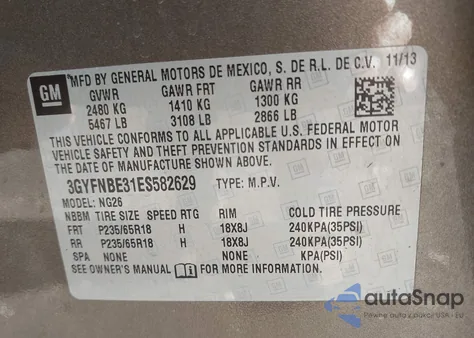 GM
MFD BY GENERAL MOTORS DE MEXICO, S. DE R.L. DE C.V. 11/13
GVWR GAWR FRT GAWR RR
2480 KG 1410 KG 1300 KG
5467 LB 3108 LB 2866 LB
THIS VEHICLE CONFORMS TO ALL APPLICABLE U.S. FEDERAL MOTOR
VEHICLE SAFETY AND THEFT PREVENTION STANDARDS IN EFFECT ON
THE DATE OF MANUFACTURE SHOWN ABOVE.
3GYFNBE31ES582629 TYPE: M.P.V.
MODEL: NG26
NBBM TIRE SIZE SPEED RTG RIM COLD TIRE PRESSURE
FRT P235/65R18 H 18X8J 240KPA(35PSI)
RR P235/65R18 H 18X8J 240KPA(35PSI)
SPA NONE NONE KPA(PSI)
SEE OWNER'S MANUAL FOR MORE INFORMATION
autoSnap